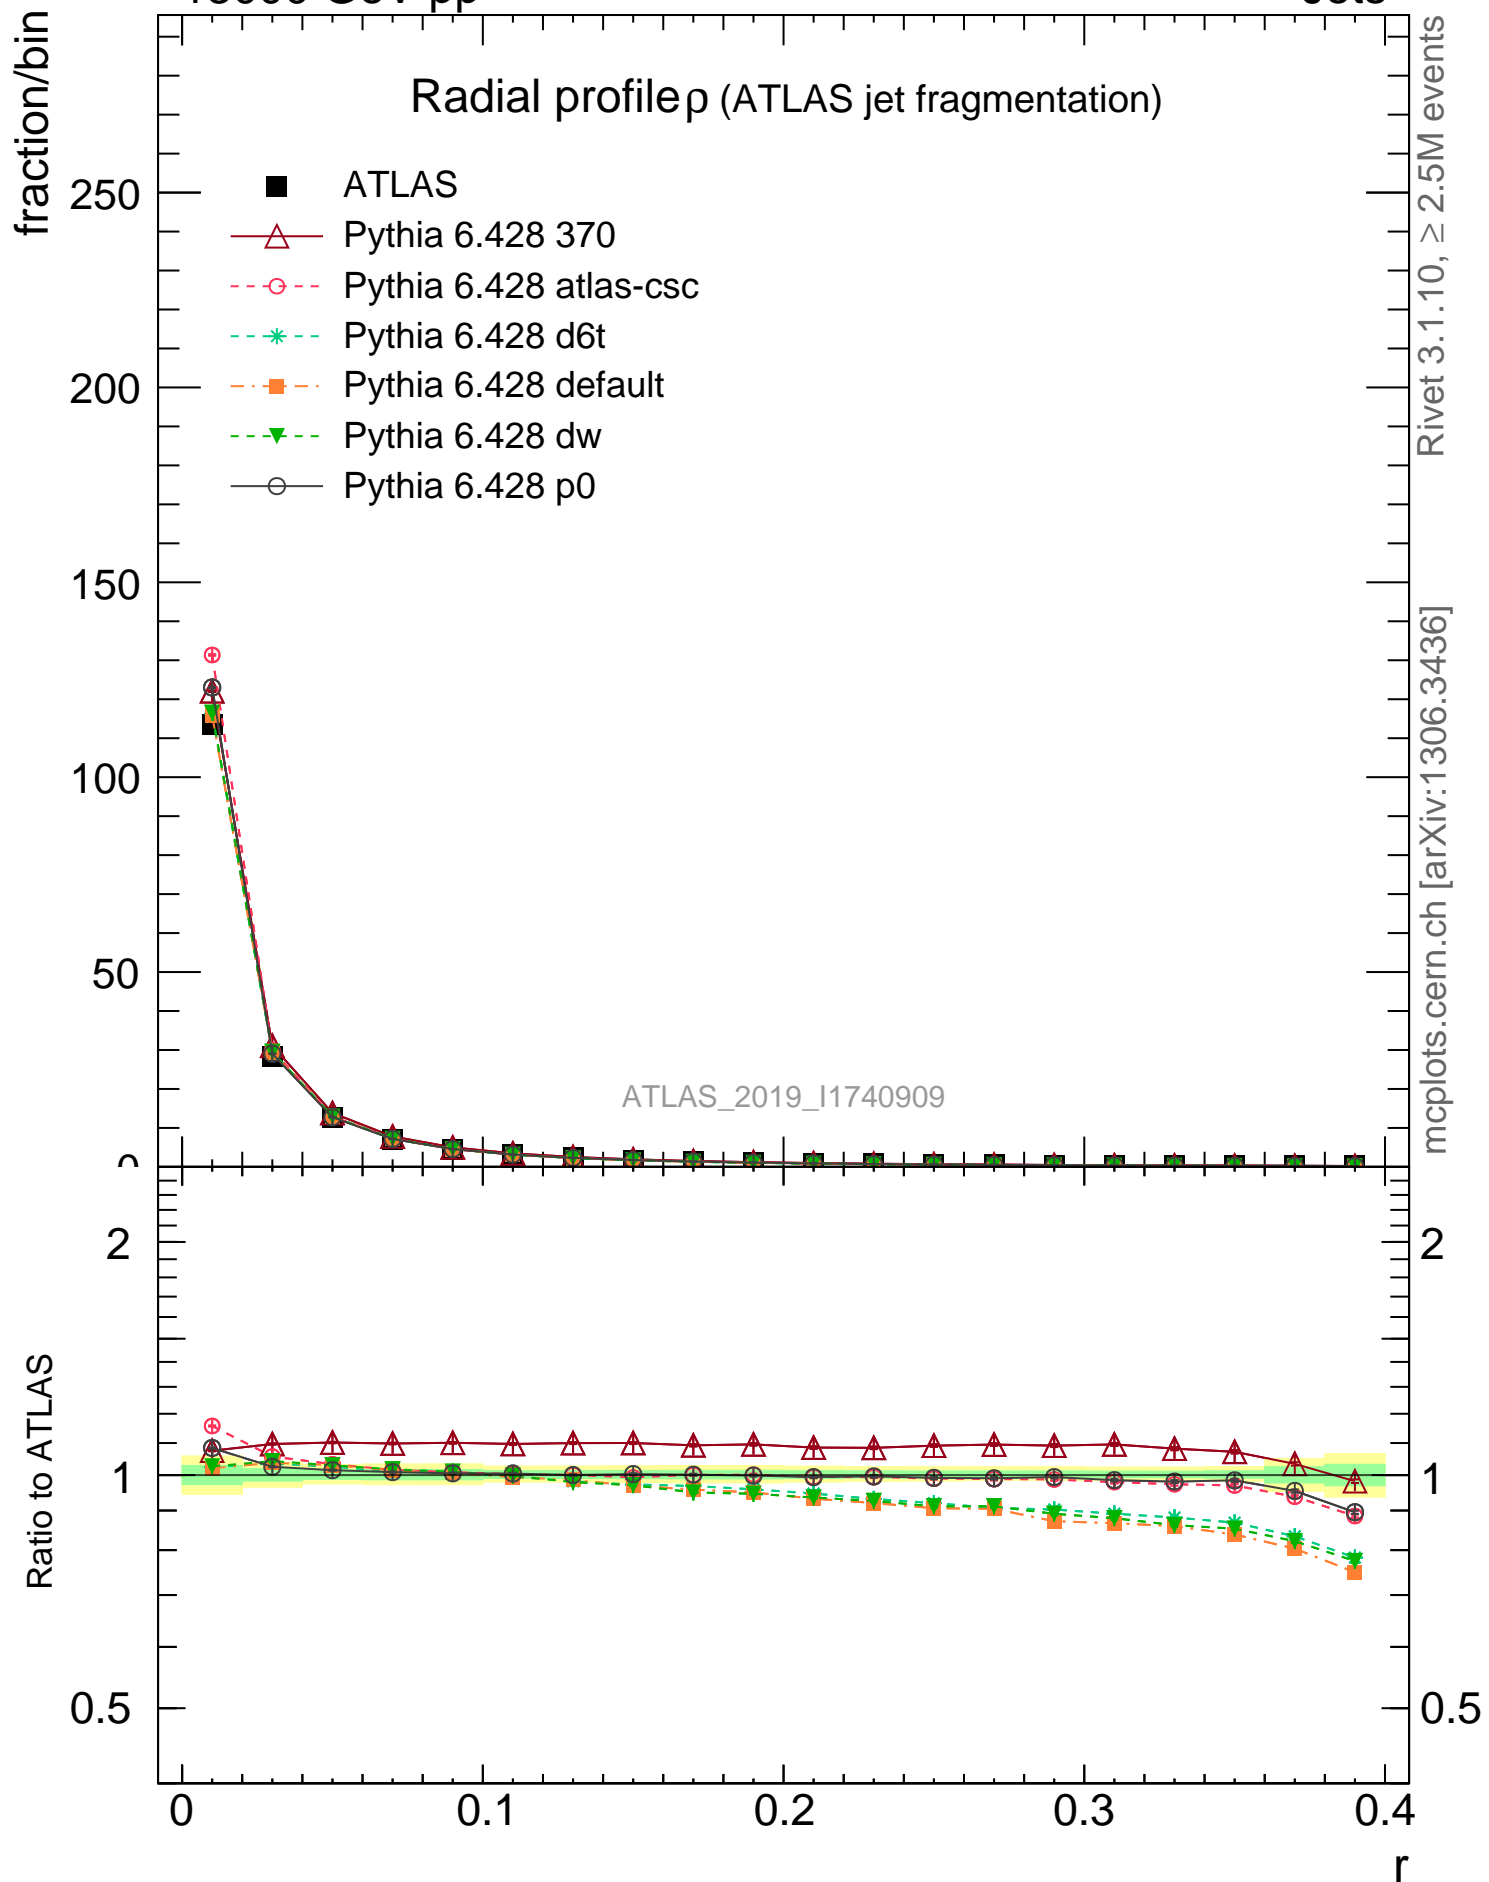 fraction/bin
Radial profile ρ (ATLAS jet fragmentation)
ATLAS
Pythia 6.428 370
Pythia 6.428 atlas-csc
Pythia 6.428 d6t
Pythia 6.428 default
Pythia 6.428 dw
Pythia 6.428 p0
250
200
150
100
50
0
ATLAS_2019_I1740909
Rivet 3.1.10, ≥ 2.5M events
mcplots.cern.ch [arXiv:1306.3436]
Ratio to ATLAS
2
1
0.5
2
1
0.5
0
0.1
0.2
0.3
0.4
r